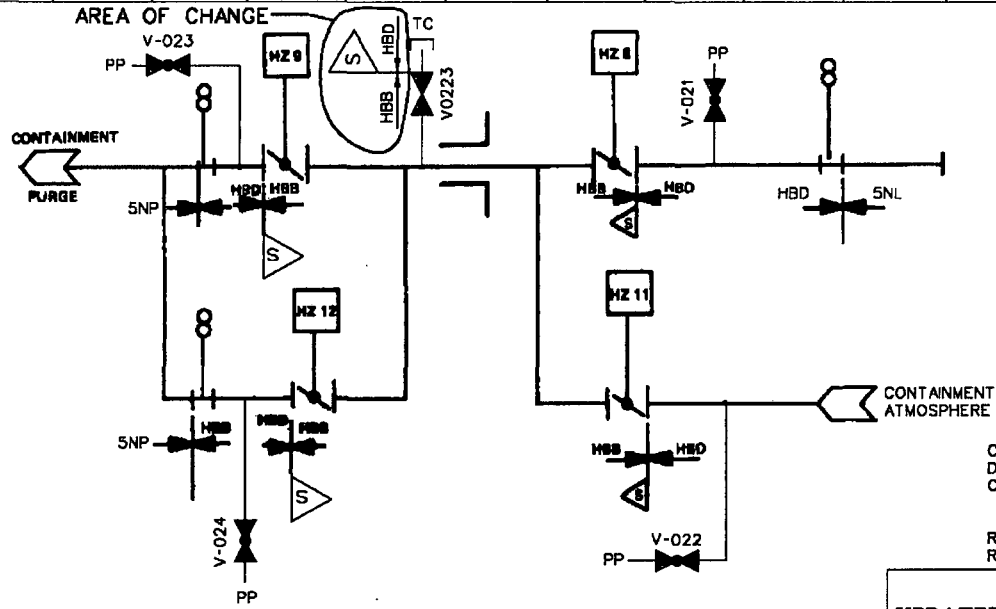 AREA OF CHANGE
TC
HBD
HBB
S
V0223
V-023
PP
HZ 9
HZ 8
PP
V-021
CONTAINMENT
PURGE
5NP
HBD HBB
S
HBB HBD
S
HBD 5NL
HZ 12
HZ 11
CONTAINMENT
ATMOSPHERE
5NP HBB
HBB
S
HBB HBD
S
V-024
PP
PP V-022
C
D
C
R
R